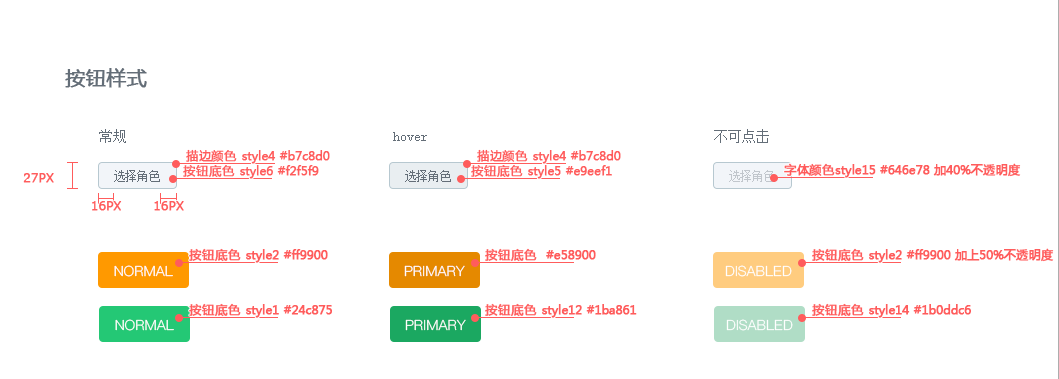 按钮样式
常规
hover
不可点击
描边颜色 style4 #b7c8d0
按钮底色 style6 #f2f5f9
选择角色
27PX
16PX
16PX
描边颜色 style4 #b7c8d0
按钮底色 style5 #e9eef1
选择角色
字体颜色style15 #646e78 加40%不透明度
选择角色
按钮底色 style2 #ff9900
NORMAL
按钮底色 #e58900
PRIMARY
按钮底色 style2 #ff9900 加上50%不透明度
DISABLED
按钮底色 style1 #24c875
NORMAL
按钮底色 style12 #1ba861
PRIMARY
按钮底色 style14 #1b0ddc6
DISABLED